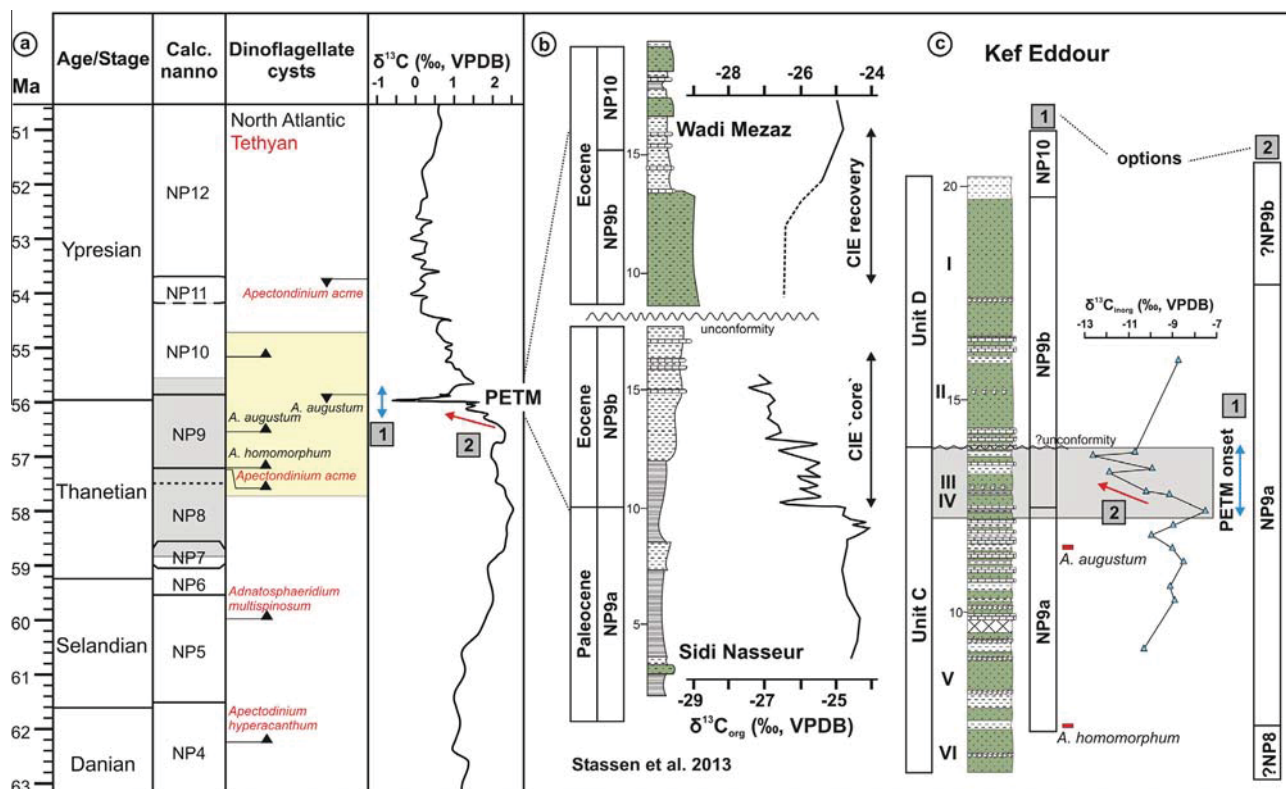 a
Age/Stage
Calc.
nanno
Dinoflagellate
cysts
δ¹³C (‰, VPDB)
-1 0 1 2
Ma
51
52
53
54
55
56
57
58
59
60
61
62
63
Ypresian
Thanetian
Selandian
Danian
NP12
NP11
NP10
NP9
NP8
NP7
NP6
NP5
NP4
North Atlantic
Tethyan
Apectondinium acme
A. augustum
A. augustum
A. homomorphum
Apectondinium acme
Adnatosphaeridium
multispinosum
Apectodinium
hyperacanthum
PETM
1
2
b
-28 -26 -24
Wadi Mezaz
Eocene
NP10
NP9b
15
10
CIE recovery
unconformity
Eocene
NP9b
Paleocene
NP9a
15
10
5
CIE `core`
Sidi Nasseur
-29 -27 -25
δ¹³Corg (‰, VPDB)
Stassen et al. 2013
c
Kef Eddour
1
options
2
NP10
NP9b
NP9a
?NP9b
NP9a
?NP8
Unit D
Unit C
20
15
10
I
II
III
IV
V
VI
δ¹³Cinorg (‰, VPDB)
-13 -11 -9 -7
?unconformity
1
PETM onset
2
A. augustum
A. homomorphum